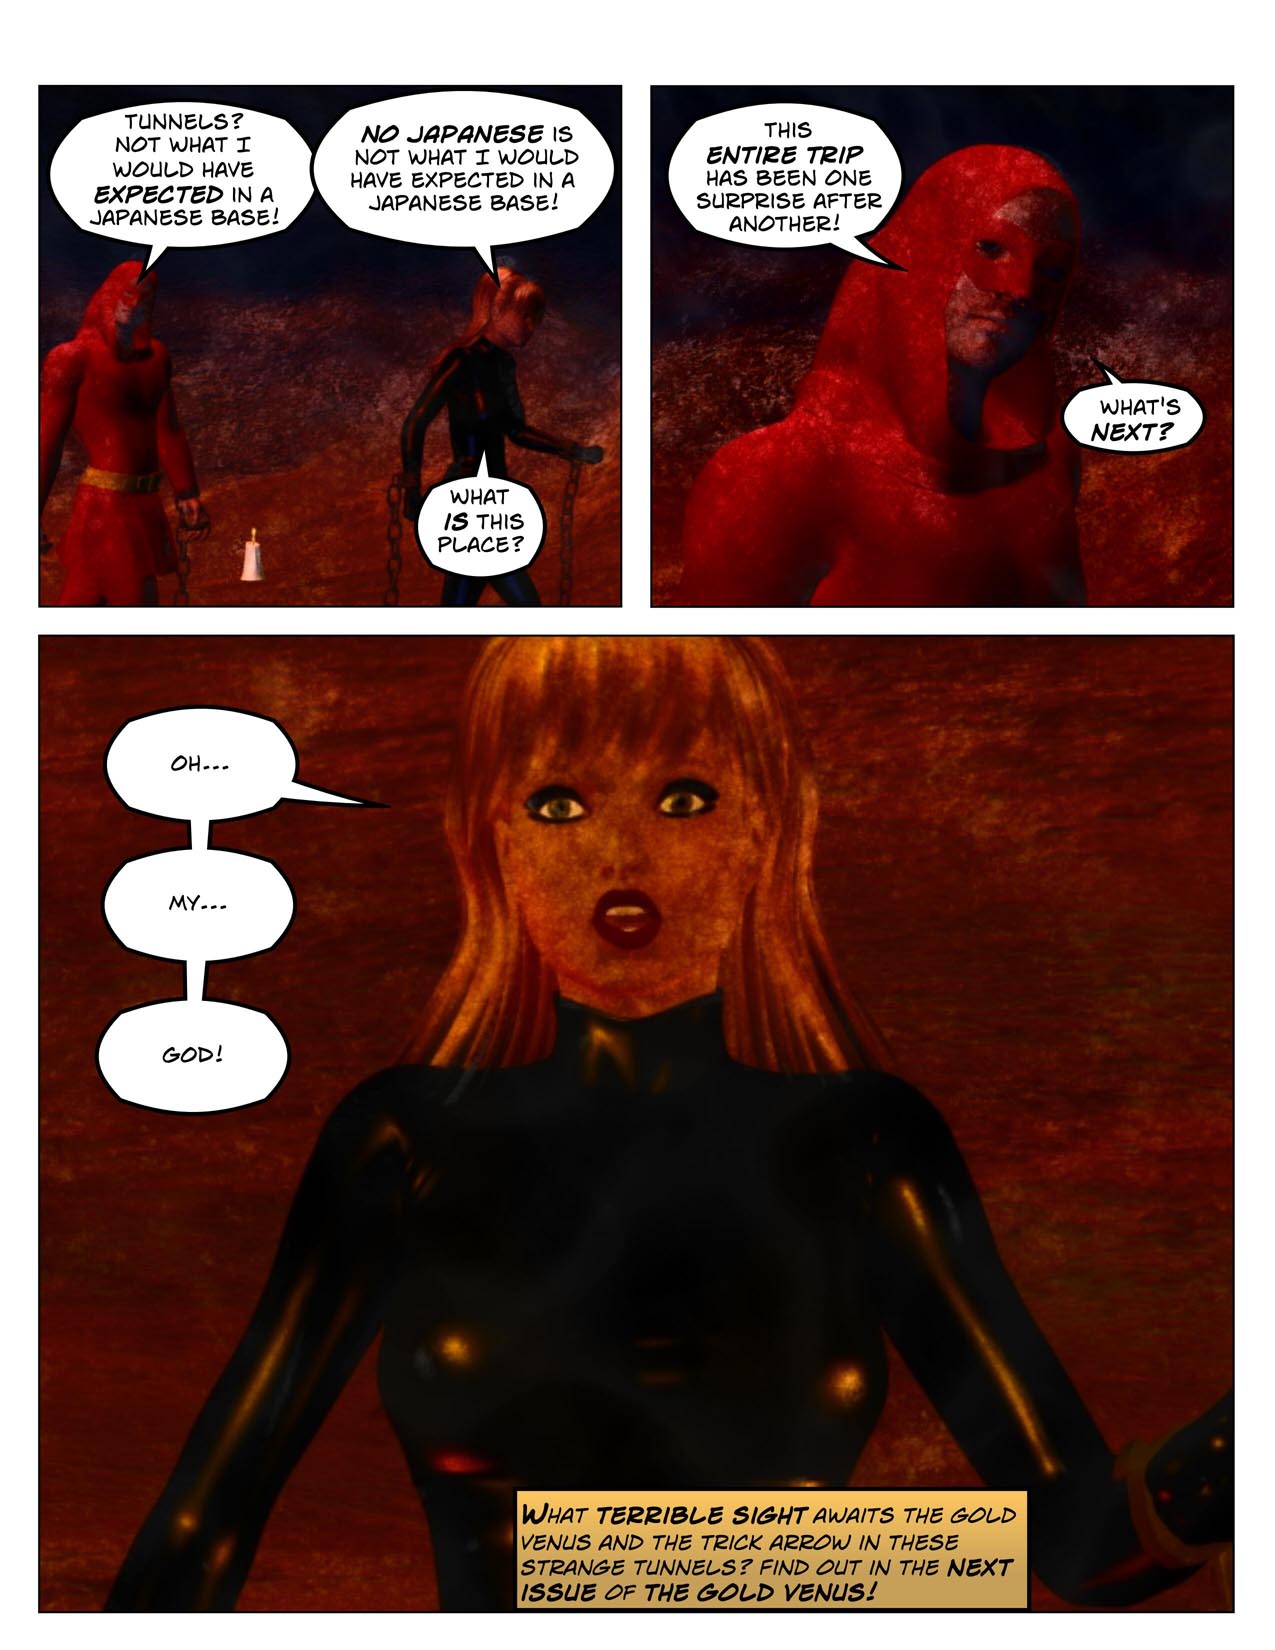 TUNNELS?
NOT WHAT I
WOULD HAVE
EXPECTED IN A
JAPANESE BASE!
NO JAPANESE IS
NOT WHAT I WOULD
HAVE EXPECTED IN A
JAPANESE BASE!
WHAT
IS THIS
PLACE?
THIS
ENTIRE TRIP
HAS BEEN ONE
SURPRISE AFTER
ANOTHER!
WHAT'S
NEXT?
OH...
MY...
GOD!
WHAT TERRIBLE SIGHT AWAITS THE GOLD
VENUS AND THE TRICK ARROW IN THESE
STRANGE TUNNELS? FIND OUT IN THE NEXT
ISSUE OF THE GOLD VENUS!